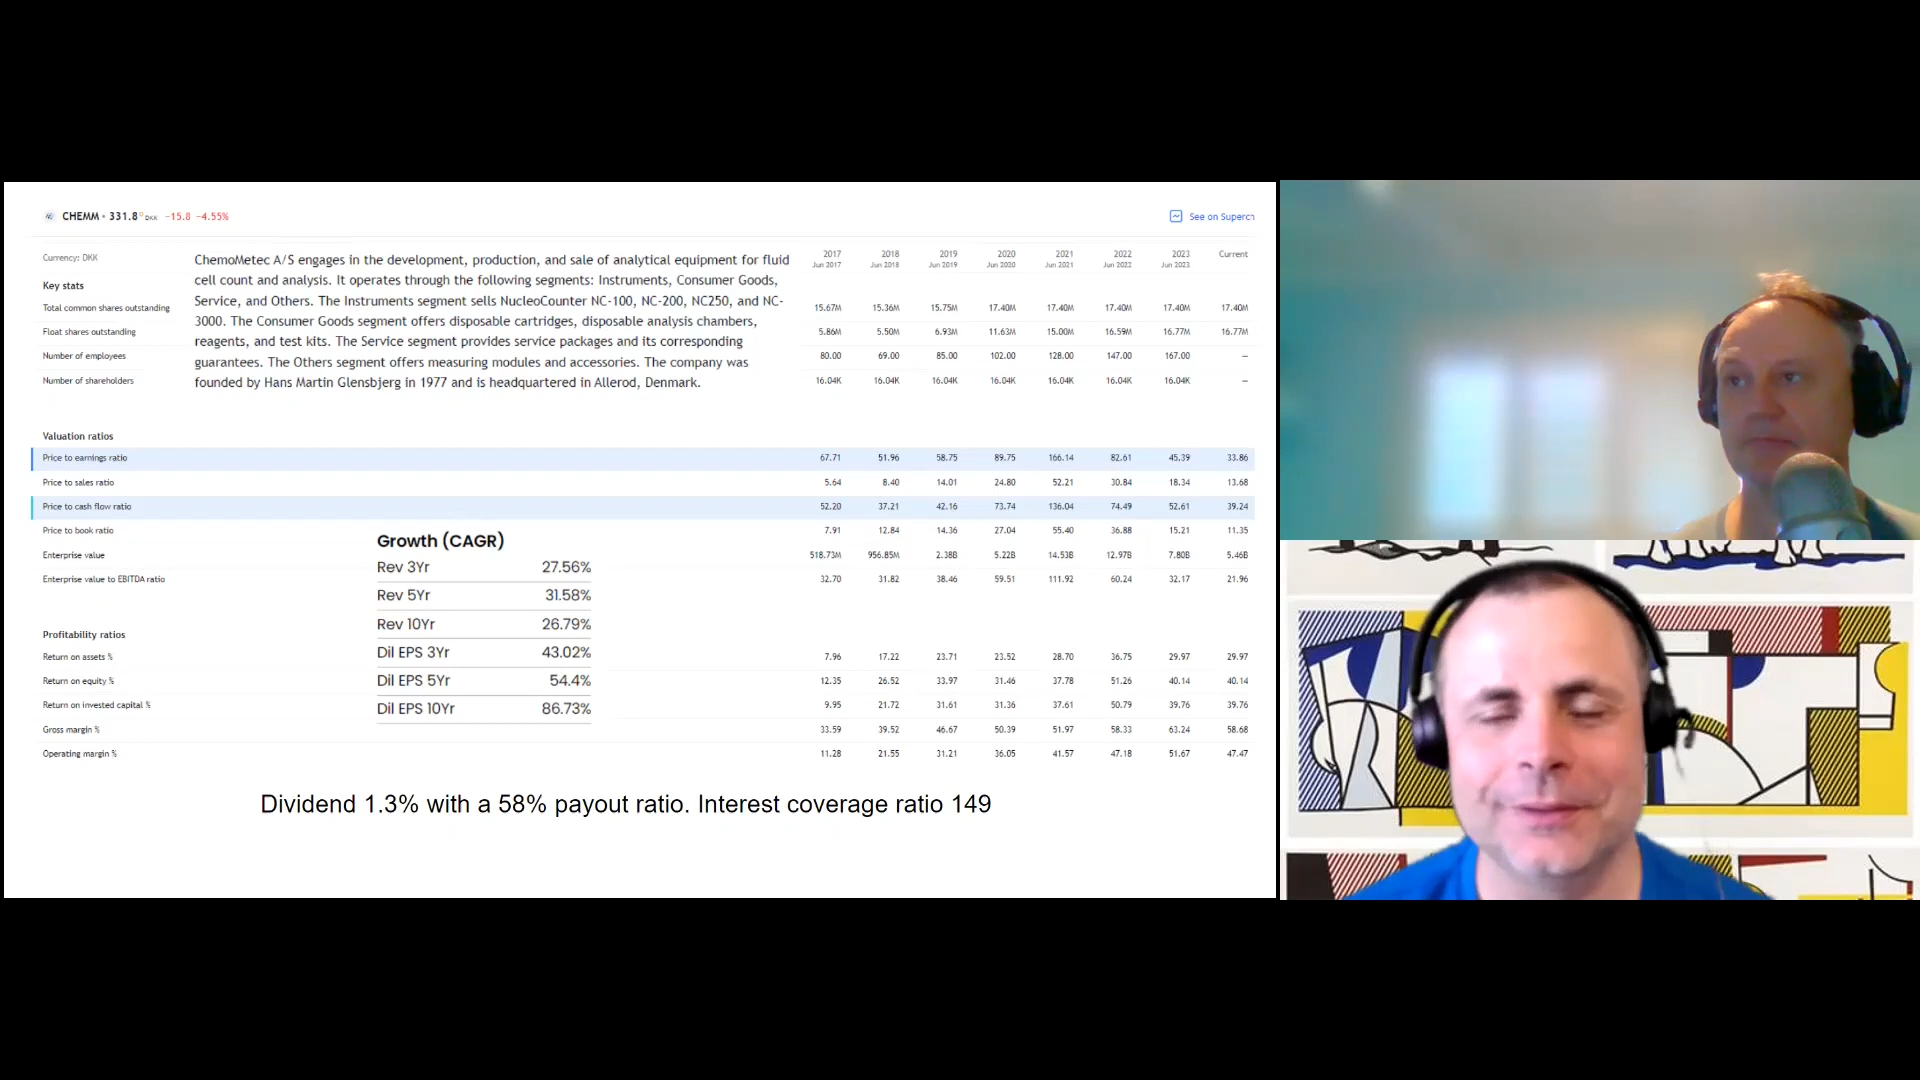 CHEMM • 331.8 D DKK −15.8 −4.55%
See on Superch
Currency: DKK
2017 2018 2019 2020 2021 2022 2023 Current
Jun 2017 Jun 2018 Jun 2019 Jun 2020 Jun 2021 Jun 2022 Jun 2023
ChemoMetec A/S engages in the development, production, and sale of analytical equipment for fluid
cell count and analysis. It operates through the following segments: Instruments, Consumer Goods,
Service, and Others. The Instruments segment sells NucleoCounter NC-100, NC-200, NC250, and NC-
3000. The Consumer Goods segment offers disposable cartridges, disposable analysis chambers,
reagents, and test kits. The Service segment provides service packages and its corresponding
guarantees. The Others segment offers measuring modules and accessories. The company was
founded by Hans Martin Glensbjerg in 1977 and is headquartered in Allerod, Denmark.
Key stats
Total common shares outstanding 15.67M 15.36M 15.75M 17.40M 17.40M 17.40M 17.40M 17.40M
Float shares outstanding 5.86M 5.50M 6.93M 11.63M 15.00M 16.59M 16.77M 16.77M
Number of employees 80.00 69.00 85.00 102.00 128.00 147.00 167.00 —
Number of shareholders 16.04K 16.04K 16.04K 16.04K 16.04K 16.04K 16.04K —
Valuation ratios
Price to earnings ratio 67.71 51.96 58.75 89.75 166.14 82.61 45.39 33.86
Price to sales ratio 5.64 8.40 14.01 24.80 52.21 30.84 18.34 13.68
Price to cash flow ratio 52.20 37.21 42.16 73.74 136.04 74.49 52.61 39.24
Price to book ratio 7.91 12.84 14.36 27.04 55.40 36.88 15.21 11.35
Enterprise value 518.73M 956.85M 2.38B 5.22B 14.53B 12.97B 7.80B 5.46B
Enterprise value to EBITDA ratio 32.70 31.82 38.46 59.51 111.92 60.24 32.17 21.96
Growth (CAGR)
Rev 3Yr 27.56%
Rev 5Yr 31.58%
Rev 10Yr 26.79%
Dil EPS 3Yr 43.02%
Dil EPS 5Yr 54.4%
Dil EPS 10Yr 86.73%
Profitability ratios
Return on assets % 7.96 17.22 23.71 23.52 28.70 36.75 29.97 29.97
Return on equity % 12.35 26.52 33.97 31.46 37.78 51.26 40.14 40.14
Return on invested capital % 9.95 21.72 31.61 31.36 37.61 50.79 39.76 39.76
Gross margin % 33.59 39.52 46.67 50.39 51.97 58.33 63.24 58.68
Operating margin % 11.28 21.55 31.21 36.05 41.57 47.18 51.67 47.47
Dividend 1.3% with a 58% payout ratio. Interest coverage ratio 149